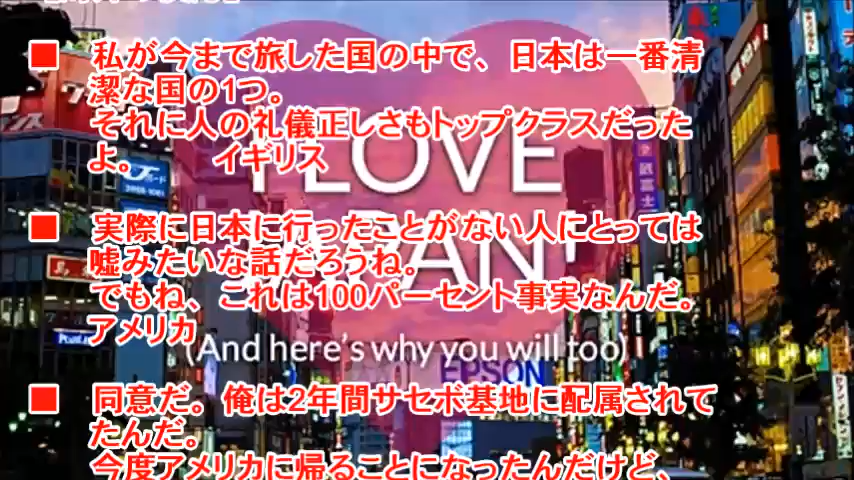 ■ 私が今まで旅した国の中で、日本は一番清
潔な国の1つ。
それに人の礼儀正しさもトップクラスだった
よ。 イギリス
I LOVE
■ 実際に日本に行ったことがない人にとっては
嘘みたいな話だろうね。
JAPAN'
でもね、これは100パーセント事実なんだ。
アメリカ
(And here's why you will too)
EPSON
■ 同意だ。俺は2年間サセボ基地に配属されて
たんだ。
今度アメリカに帰ることになったんだけど、